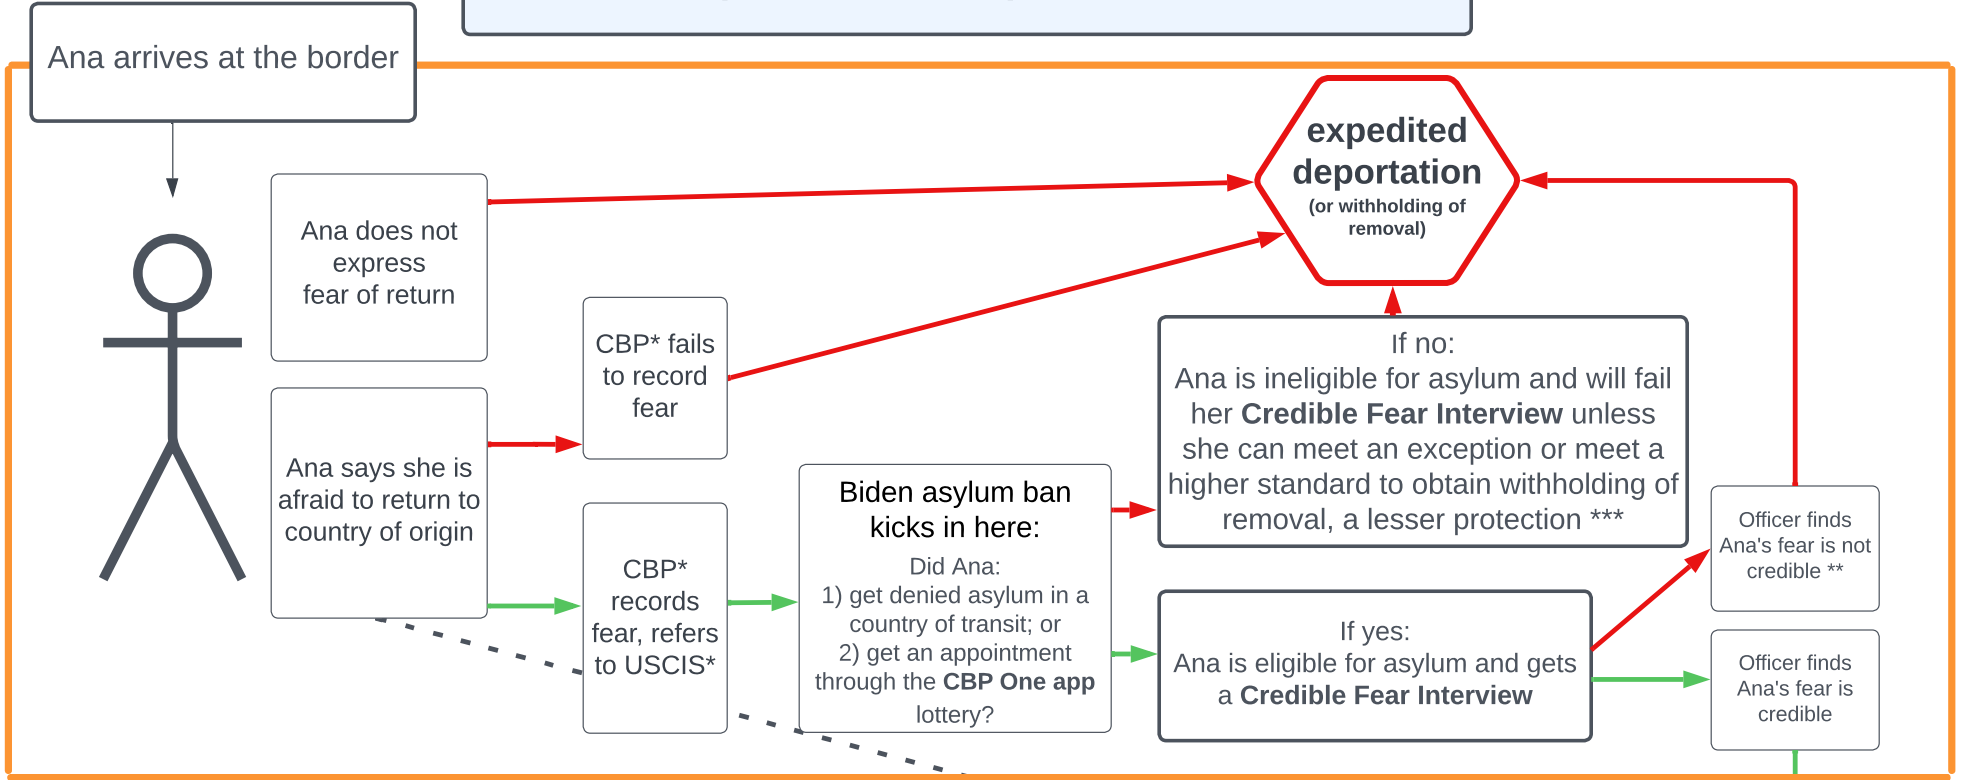 Ana arrives at the border
expedited
deportation
(or withholding of
removal)
Ana does not
express
fear of return
CBP* fails
to record
fear
If no:
Ana is ineligible for asylum and will fail
her Credible Fear Interview unless
she can meet an exception or meet a
higher standard to obtain withholding of
removal, a lesser protection ***
Ana says she is
afraid to return to
country of origin
CBP*
records
fear, refers
to USCIS*
Biden asylum ban
kicks in here:
Did Ana:
1) get denied asylum in a
country of transit; or
2) get an appointment
through the CBP One app
lottery?
If yes:
Ana is eligible for asylum and gets
a Credible Fear Interview
Officer finds
Ana's fear is not
credible **
Officer finds
Ana's fear is
credible